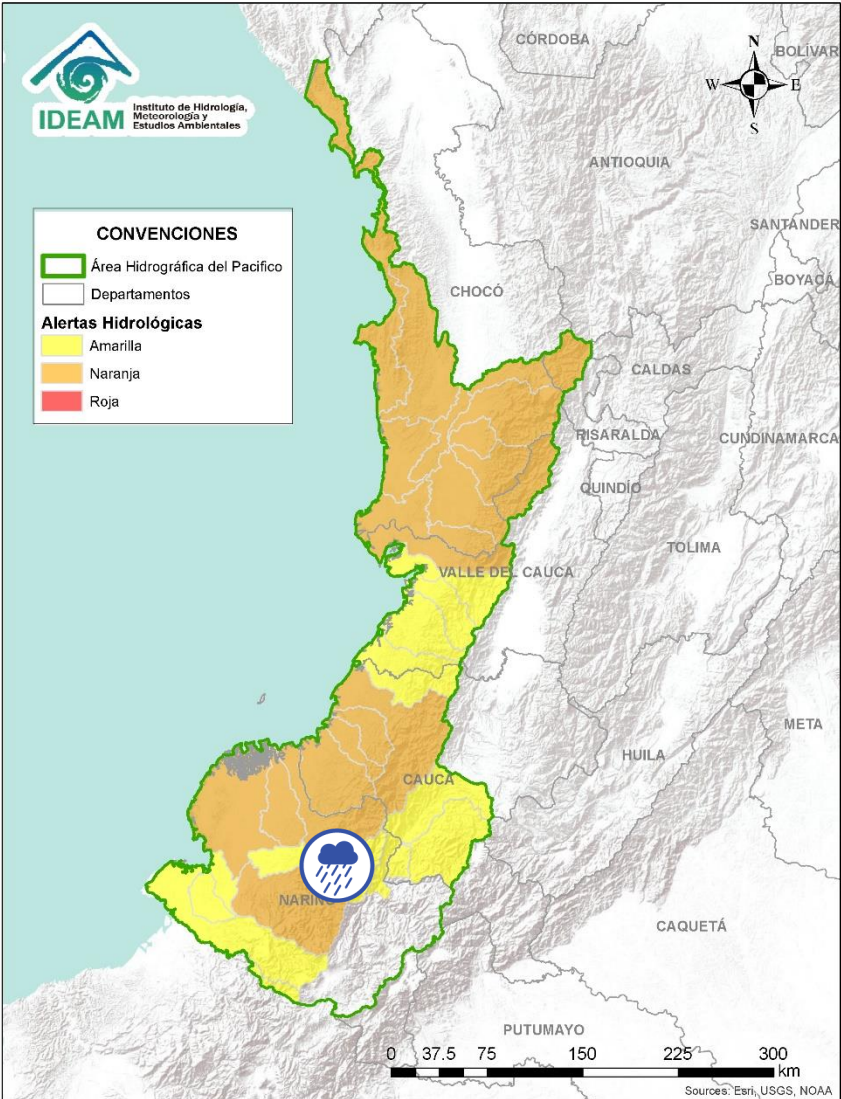 IDEAM
Instituto de Hidrología,
Meteorología y
Estudios Ambientales
N
W
E
S
CÓRDOBA
BOLÍVAR
ANTIOQUIA
SANTANDER
BOYACÁ
CONVENCIONES
Área Hidrográfica del Pacifico
Departamentos
Alertas Hidrológicas
Amarilla
Naranja
Roja
CHOCÓ
CALDAS
RISARALDA
CUNDINAMARCA
QUINDÍO
TOLIMA
VALLE DEL CAUCA
META
HUILA
CAUCA
NARIÑO
CAQUETÁ
PUTUMAYO
0 37.5 75 150 225 300
km
Sources: Esri, USGS, NOAA